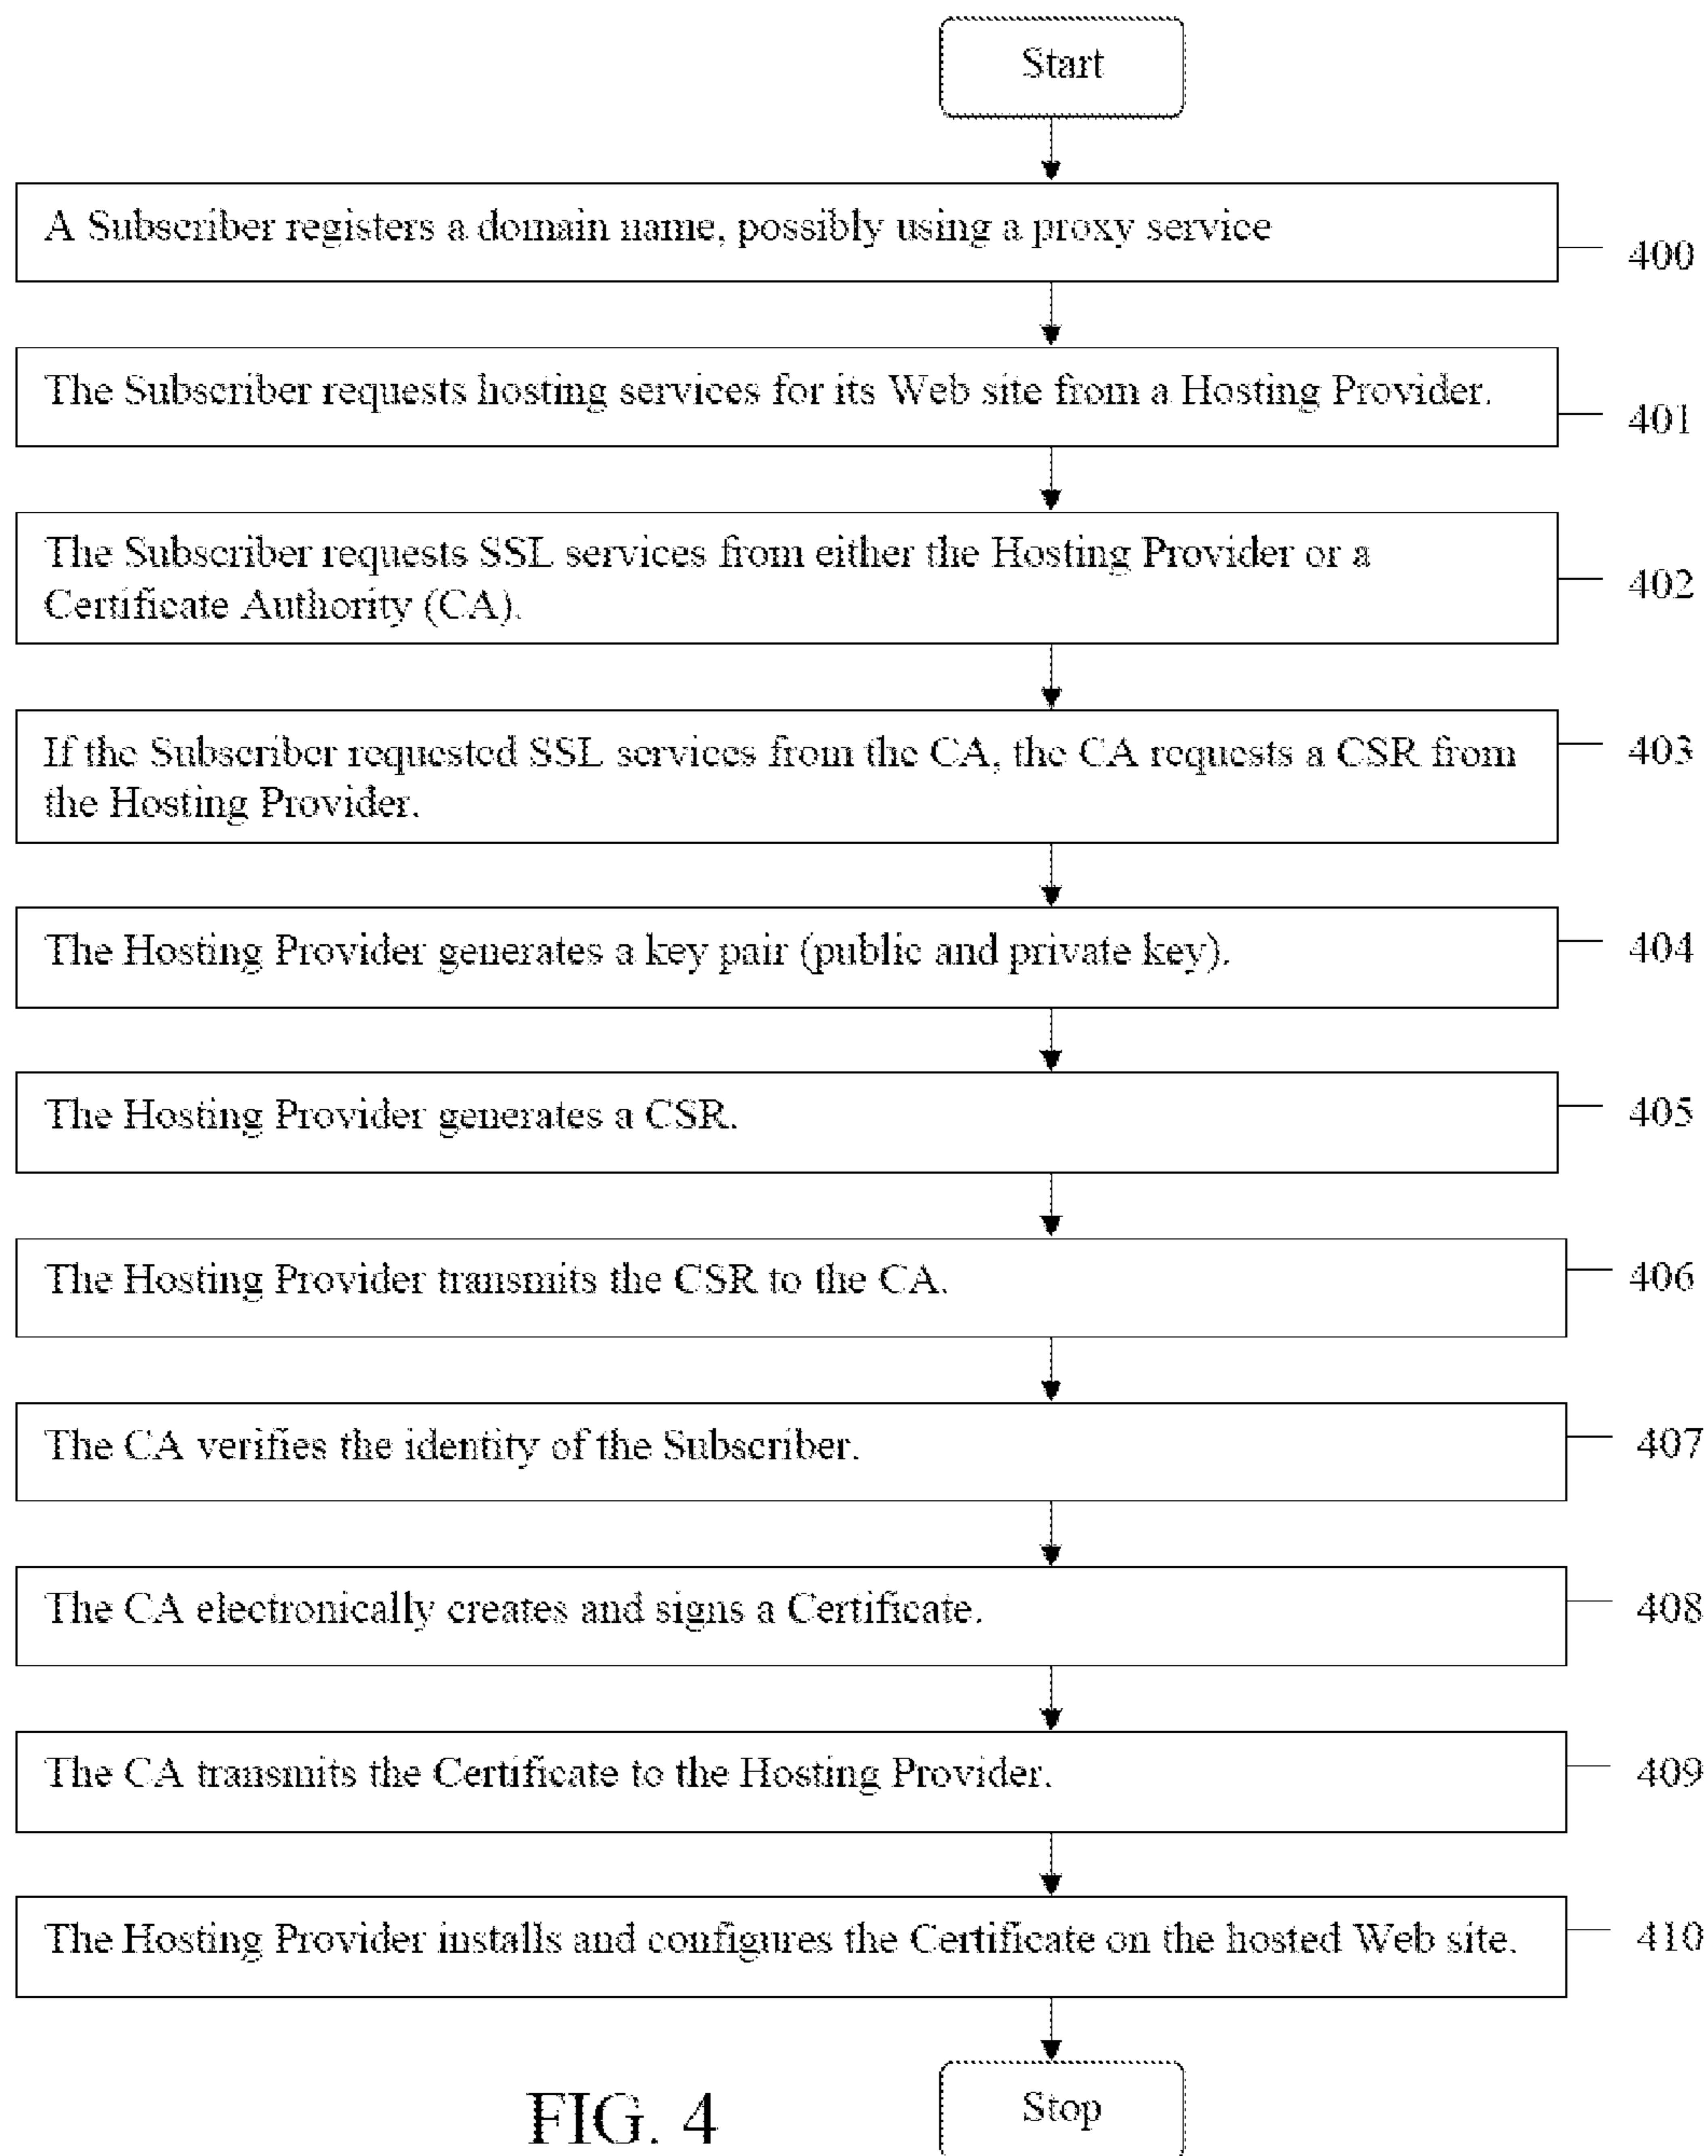 Start
A Subscriber registers a domain name, possibly using a proxy service
400
The Subscriber requests hosting services for its Web site from a Hosting Provider.
401
The Subscriber requests SSL services from either the Hosting Provider or a
Certificate Authority (CA).
402
If the Subscriber requested SSL services from the CA, the CA requests a CSR from
the Hosting Provider.
403
The Hosting Provider generates a key pair (public and private key).
404
The Hosting Provider generates a CSR.
405
The Hosting Provider transmits the CSR to the CA.
406
The CA verifies the identity of the Subscriber.
407
The CA electronically creates and signs a Certificate.
408
The CA transmits the Certificate to the Hosting Provider.
409
The Hosting Provider installs and configures the Certificate on the hosted Web site.
410
FIG. 4
Stop